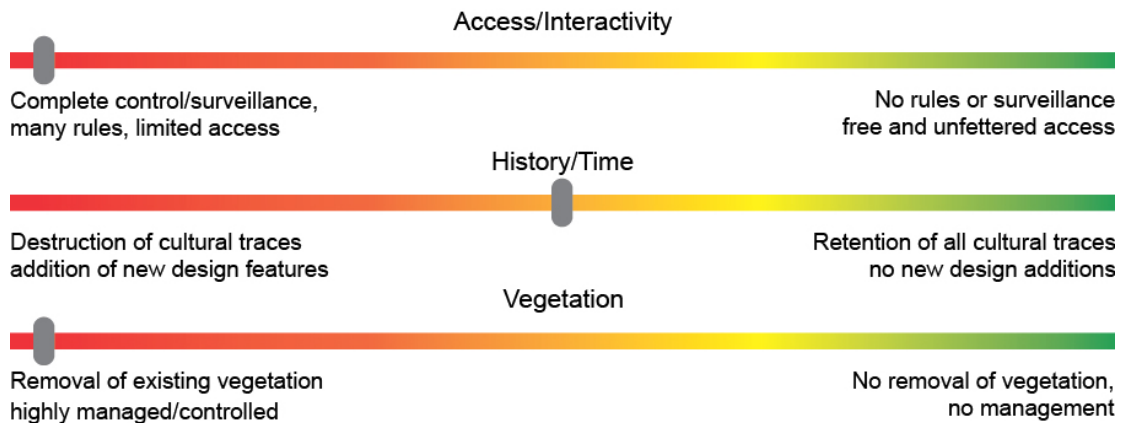 Access/Interactivity
Complete control/surveillance,
many rules, limited access
No rules or surveillance
free and unfettered access
History/Time
Destruction of cultural traces
addition of new design features
Retention of all cultural traces
no new design additions
Vegetation
Removal of existing vegetation
highly managed/controlled
No removal of vegetation,
no management